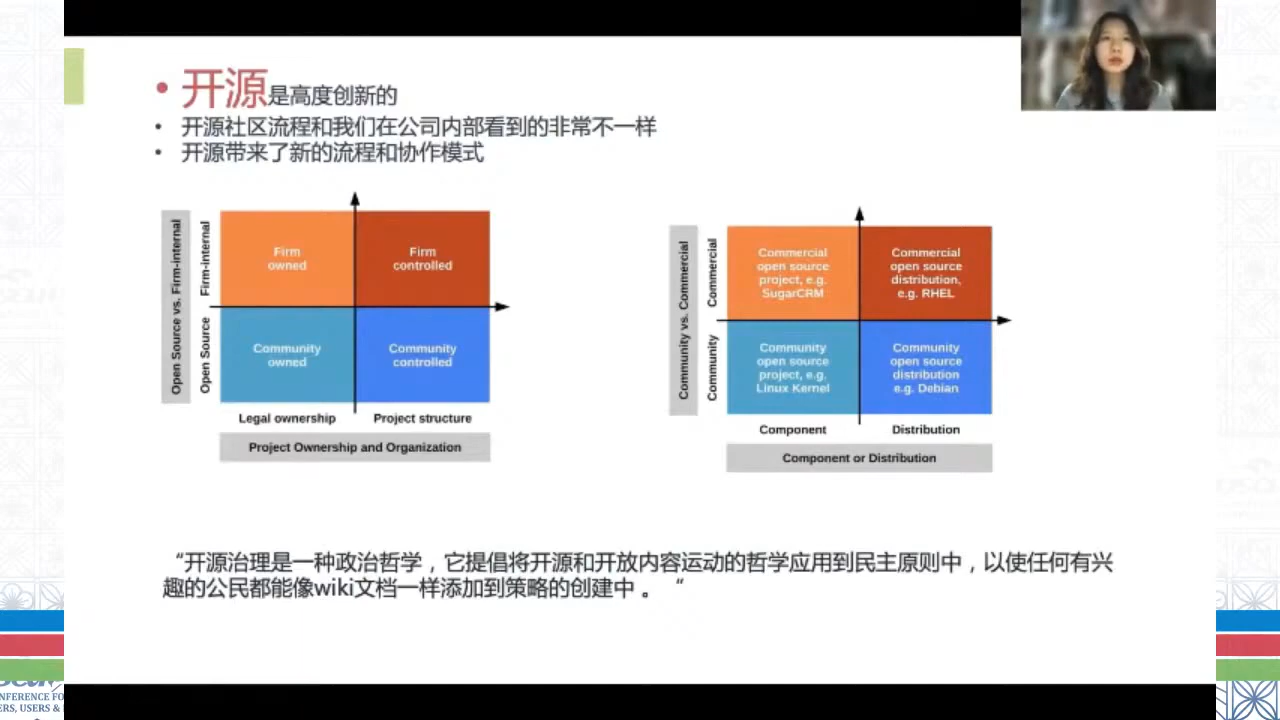 • 开源是高度创新的
• 开源社区流程和我们在公司内部看到的非常不一样
• 开源带来了新的流程和协作模式
Open Source vs. Firm-internal
Firm-internal
Open Source
Firm
owned
Firm
controlled
Community
owned
Community
controlled
Legal ownership
Project structure
Project Ownership and Organization
Community vs. Commercial
Commercial
Community
Commercial
open source
project, e.g.
SugarCRM
Commercial
open source
distribution,
e.g. RHEL
Community
open source
project, e.g.
Linux Kernel
Community
open source
distribution
e.g. Debian
Component
Distribution
Component or Distribution
“开源治理是一种政治哲学，它提倡将开源和开放内容运动的哲学应用到民主原则中，以使任何有兴
趣的公民都能像wiki文档一样添加到策略的创建中 。 “
NFERENCE FO
ERS, USERS &